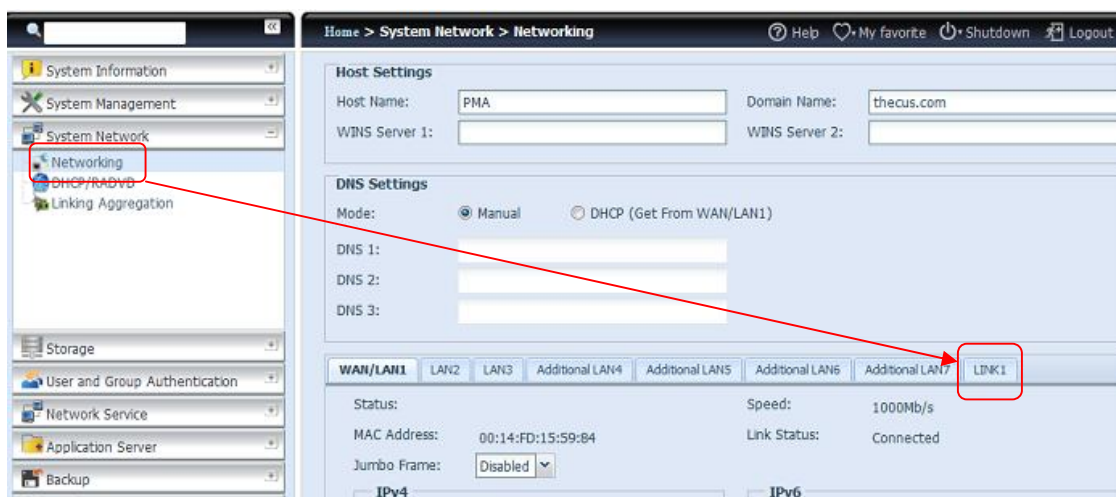 Home > System Network > Networking
Help My favorite Shutdown Logout
System Information
System Management
System Network
Networking
DHCP/RADVD
Linking Aggregation
Storage
User and Group Authentication
Network Service
Application Server
Backup
Host Settings
Host Name: PMA Domain Name: thecus.com
WINS Server 1: WINS Server 2:
DNS Settings
Mode: Manual DHCP (Get From WAN/LAN1)
DNS 1:
DNS 2:
DNS 3:
WAN/LAN1 LAN2 LAN3 Additional LAN4 Additional LAN5 Additional LAN6 Additional LAN7 LINK1
Status: Speed: 1000Mb/s
MAC Address: 00:14:FD:15:59:84 Link Status: Connected
Jumbo Frame: Disabled
IPv4 IPv6